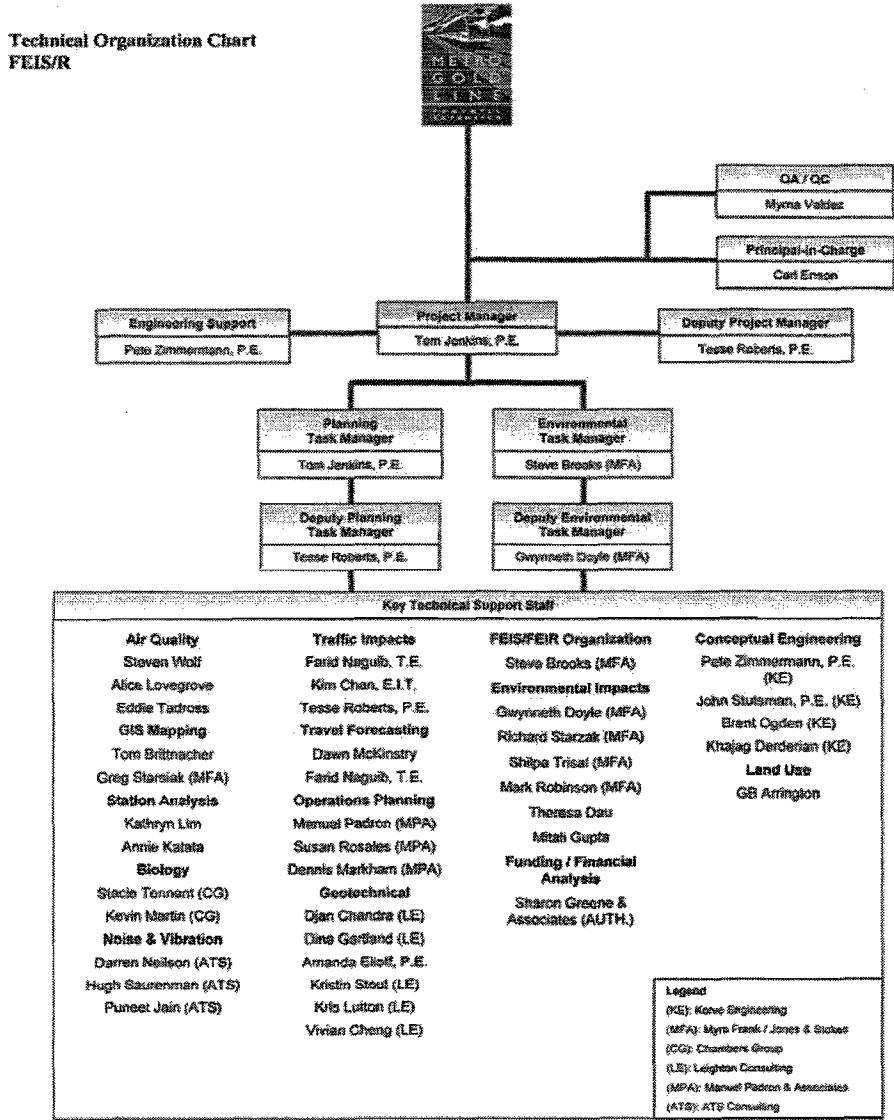 Technical Organization Chart
FEIS/R
METRO
GOLD
LINE
QA / QC
Myrna Valdez
Principal-in-Charge
Carl Enson
Engineering Support
Pete Zimmermann, P.E.
Project Manager
Tom Jenkins, P.E.
Deputy Project Manager
Tesse Roberts, P.E.
Planning
Task Manager
Tom Jenkins, P.E.
Environmental
Task Manager
Steve Brooks (MFA)
Deputy Planning
Task Manager
Tesse Roberts, P.E.
Deputy Environmental
Task Manager
Gwynneth Doyle (MFA)
Key Technical Support Staff
Air Quality
Steven Wolf
Alice Lovegrove
Eddie Tadross
GIS Mapping
Tom Brittnacher
Greg Starsiak (MFA)
Station Analysis
Kathryn Lim
Annie Katata
Biology
Stacie Tennant (CG)
Kevin Martin (CG)
Noise & Vibration
Darren Neilson (ATS)
Hugh Saurenman (ATS)
Puneet Jain (ATS)
Traffic Impacts
Farid Naguib, T.E.
Kim Chan, E.I.T.
Tesse Roberts, P.E.
Travel Forecasting
Dawn McKinstry
Farid Naguib, T.E.
Operations Planning
Manuel Padron (MPA)
Susan Rosales (MPA)
Dennis Markham (MPA)
Geotechnical
Djan Chandra (LE)
Dina Gartland (LE)
Amanda Elioff, P.E.
Kristin Stout (LE)
Kris Lutton (LE)
Vivian Cheng (LE)
FEIS/FEIR Organization
Steve Brooks (MFA)
Environmental Impacts
Gwynneth Doyle (MFA)
Richard Starzak (MFA)
Shilpa Trisal (MFA)
Mark Robinson (MFA)
Theresa Dau
Mitali Gupta
Funding / Financial
Analysis
Sharon Greene &
Associates (AUTH.)
Conceptual Engineering
Pete Zimmermann, P.E.
(KE)
John Stutsman, P.E. (KE)
Brent Ogden (KE)
Khajag Derderian (KE)
Land Use
GB Arrington
Legend
(KE): Korve Engineering
(MFA): Myra Frank / Jones & Stokes
(CG): Chambers Group
(LE): Leighton Consulting
(MPA): Manuel Padron & Associates
(ATS): ATS Consulting